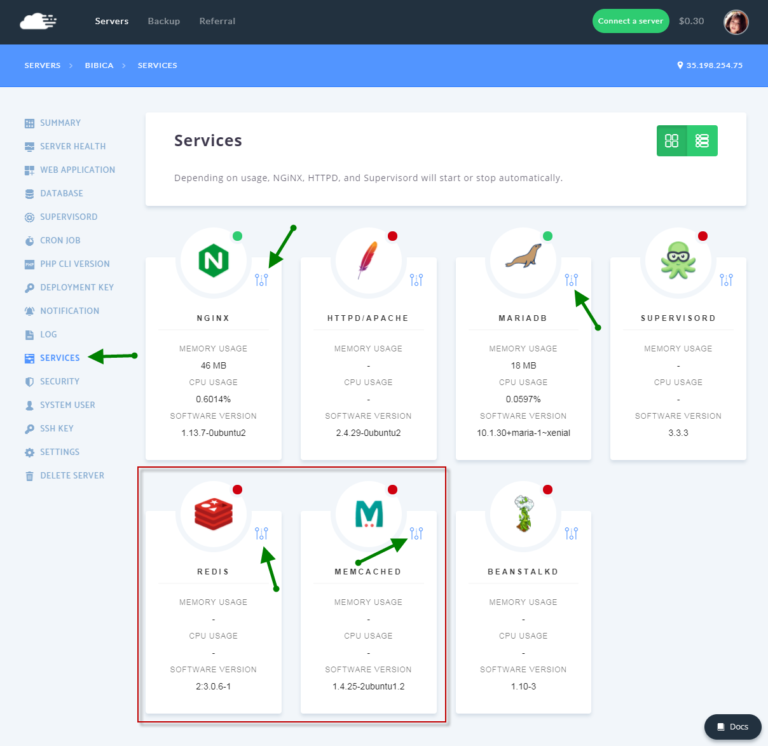 Servers Backup Referral Connect a server $0.30
SERVERS > BIBICA > SERVICES 35.198.254.75
SUMMARY
SERVER HEALTH
WEB APPLICATION
DATABASE
SUPERVISORD
CRON JOB
PHP CLI VERSION
DEPLOYMENT KEY
NOTIFICATION
LOG
SERVICES
SECURITY
SYSTEM USER
SSH KEY
SETTINGS
DELETE SERVER
Services
Depending on usage, NGiNX, HTTPD, and Supervisord will start or stop automatically.
NGINX
MEMORY USAGE
46 MB
CPU USAGE
0.6014%
SOFTWARE VERSION
1.13.7-0ubuntu2
HTTPD/APACHE
MEMORY USAGE
-
CPU USAGE
-
SOFTWARE VERSION
2.4.29-0ubuntu2
MARIADB
MEMORY USAGE
18 MB
CPU USAGE
0.0597%
SOFTWARE VERSION
10.1.30+maria-1~xenial
SUPERVISORD
MEMORY USAGE
-
CPU USAGE
-
SOFTWARE VERSION
3.3.3
REDIS
MEMORY USAGE
-
CPU USAGE
-
SOFTWARE VERSION
2:3.0.6-1
MEMCACHED
MEMORY USAGE
-
CPU USAGE
-
SOFTWARE VERSION
1.4.25-2ubuntu1.2
BEANSTALKD
MEMORY USAGE
-
CPU USAGE
-
SOFTWARE VERSION
1.10-3
Docs